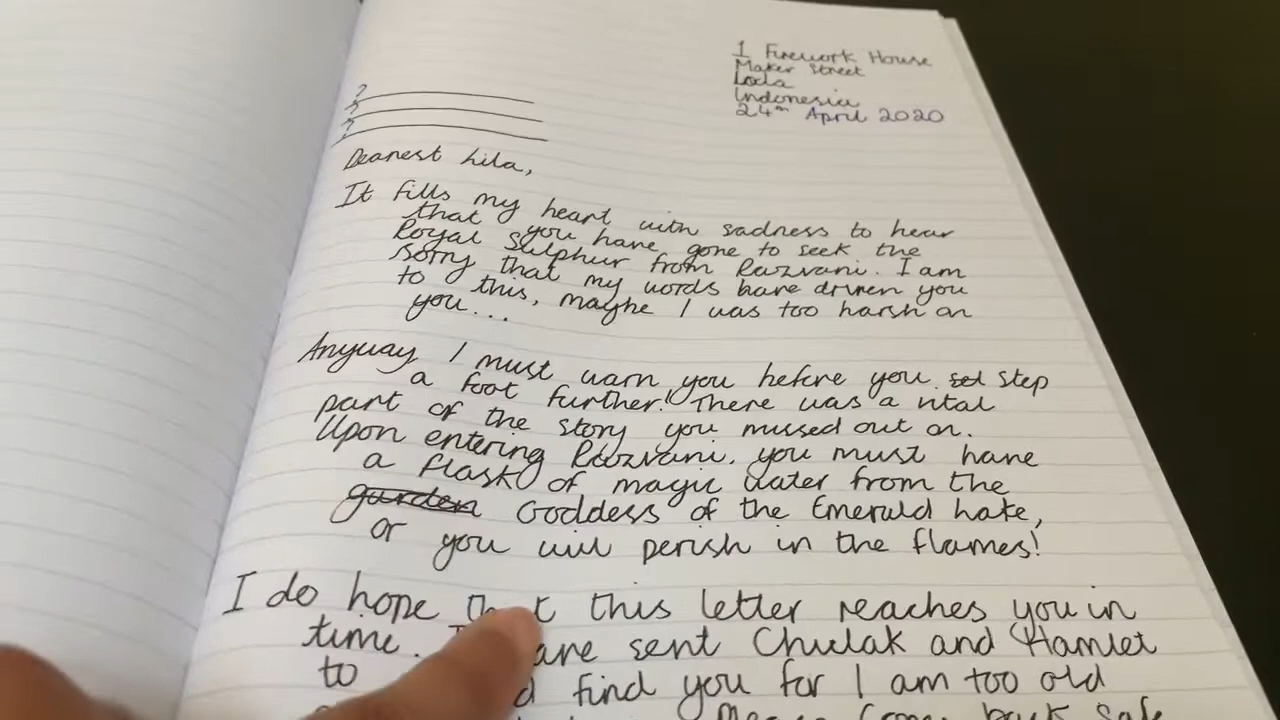 1 Firework House
Maker Street
Loda
Indonesia
24th April 2020
?
?
?
Dearest Lila,
It fills my heart with sadness to hear
that you have gone to seek the
Royal Sulphur from Razvani. I am
sorry that my words have driven you
to this, maybe I was too harsh on
you...
Anyway I must warn you before you step
a foot further! There was a vital
part of the story you missed out on.
Upon entering Razvani, you must have
a flask of magic water from the
garden Goddess of the Emerald Lake,
or you will perish in the flames!
I do hope that this letter reaches you in
time. have sent Chulak and Hamlet
to find you for I am too old
come back safe